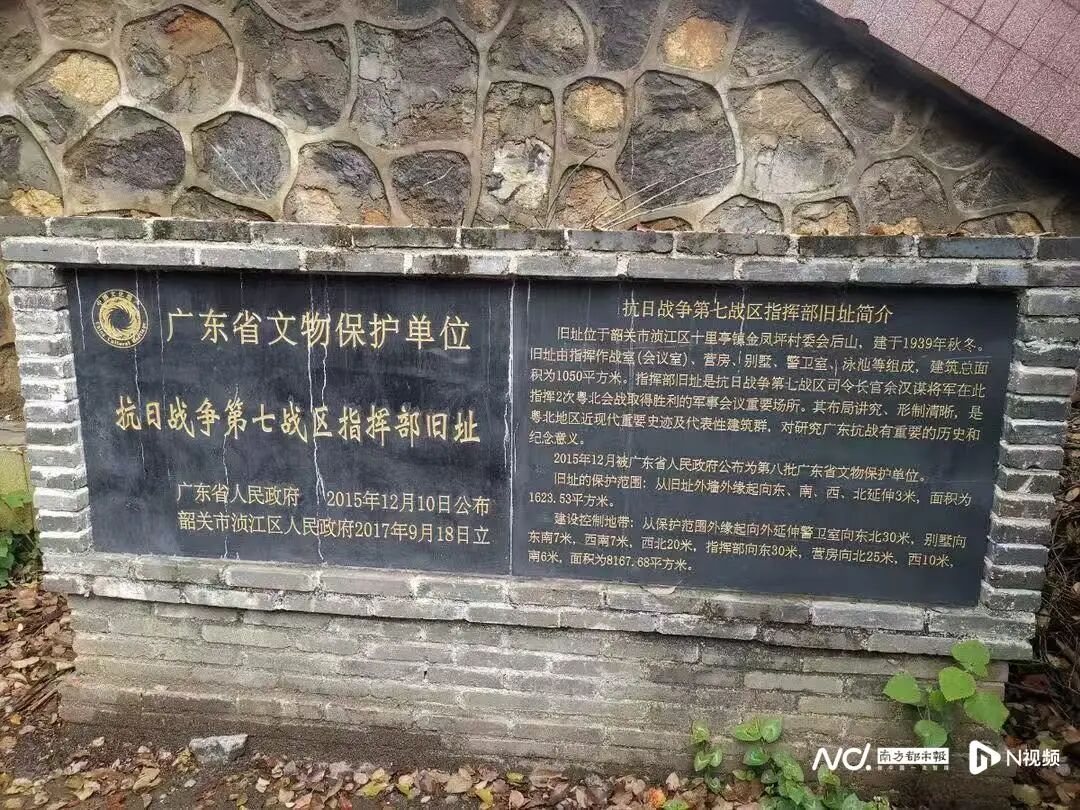 广东省文物保护单位
抗日战争第七战区指挥部旧址
广东省人民政府 2015年12月10日公布
韶关市浈江区人民政府2017年9月18日立
抗日战争第七战区指挥部旧址简介
旧址位于韶关市浈江区十里亭镇金凤坪村委会后山，建于1939年秋冬。
旧址由指挥作战室(会议室)、营房、别墅、警卫室、泳池等组成，建筑总面
积为1050平方米。指挥部旧址是抗日战争第七战区司令长官余汉谋将军在此
指挥2次粤北会战取得胜利的军事会议重要场所。其布局讲究、形制清晰，是
粤北地区近现代重要史迹及代表性建筑群，对研究广东抗战有重要的历史和
纪念意义。
2015年12月被广东省人民政府公布为第八批广东省文物保护单位。
旧址的保护范围：从旧址外墙外缘起向东、南、西、北延伸3米，面积为
1623.53平方米。
建设控制地带：从保护范围外缘起向外延伸警卫室向东北30米，别墅向
东南7米，西南7米，西北20米，指挥部向东30米，营房向北25米，西10米，
南6米，面积为8167.68平方米。
南方都市报
N视频